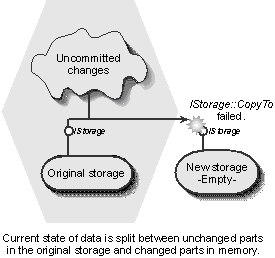 Uncommitted
changes
IStorage::CopyTo
failed.
IStorage
IStorage
Original storage
New storage
-Empty-
Current state of data is split between unchanged parts
in the original storage and changed parts in memory.